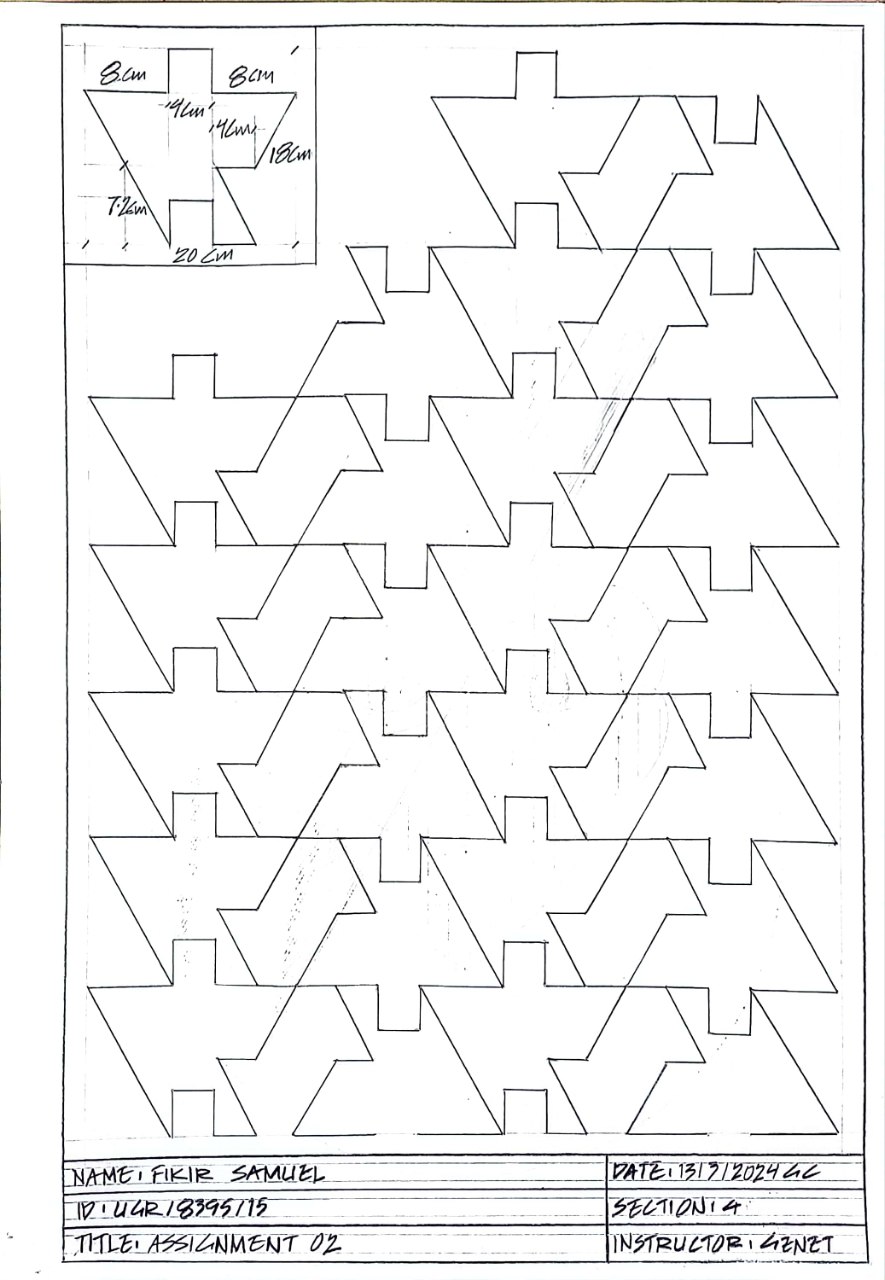 8cm 8cm
4cm
4cm
18cm
7.2cm
20 cm
NAME: FIKIR SAMUEL
DATE: 13/3/2024 GC
ID: UGR/8395/15
SECTION: 4
TITLE: ASSIGNMENT 02
INSTRUCTOR: GENET